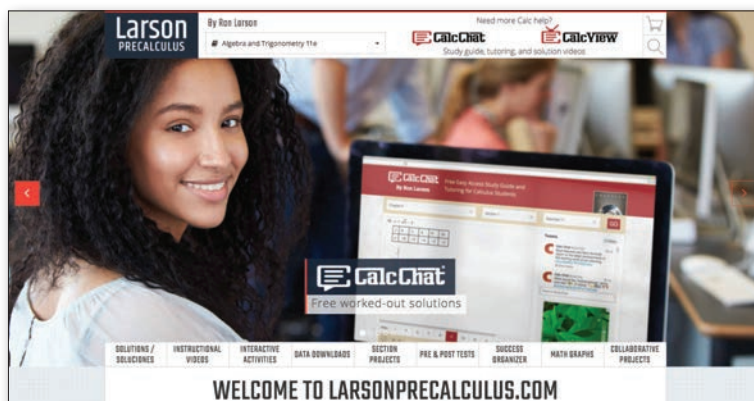 Larson
PRECALCULUS
By Ron Larson
Algebra and Trigonometry 11e
Need more Calc help?
CalcChat
CalcView
Study guide, tutoring, and solution videos
CalcChat
By Ron Larson
Free Easy Access Study Guide and
Tutoring for Calculus Students
GO
CalcChat
Free worked-out solutions
SOLUTIONS /
SOLUCIONES
INSTRUCTIONAL
VIDEOS
INTERACTIVE
ACTIVITIES
DATA DOWNLOADS
SECTION
PROJECTS
PRE & POST TESTS
SUCCESS
ORGANIZER
MATH GRAPHS
COLLABORATIVE
PROJECTS
WELCOME TO LARSONPRECALCULUS.COM